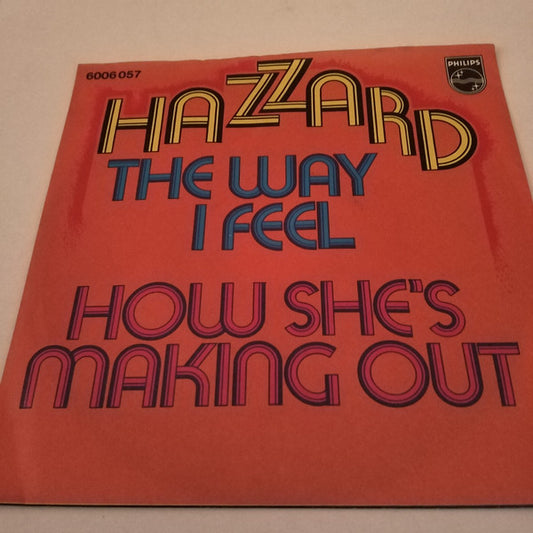 6006 057
PHILIPS
HAZZARD
THE WAY
I FEEL
HOW SHE'S
MAKING OUT